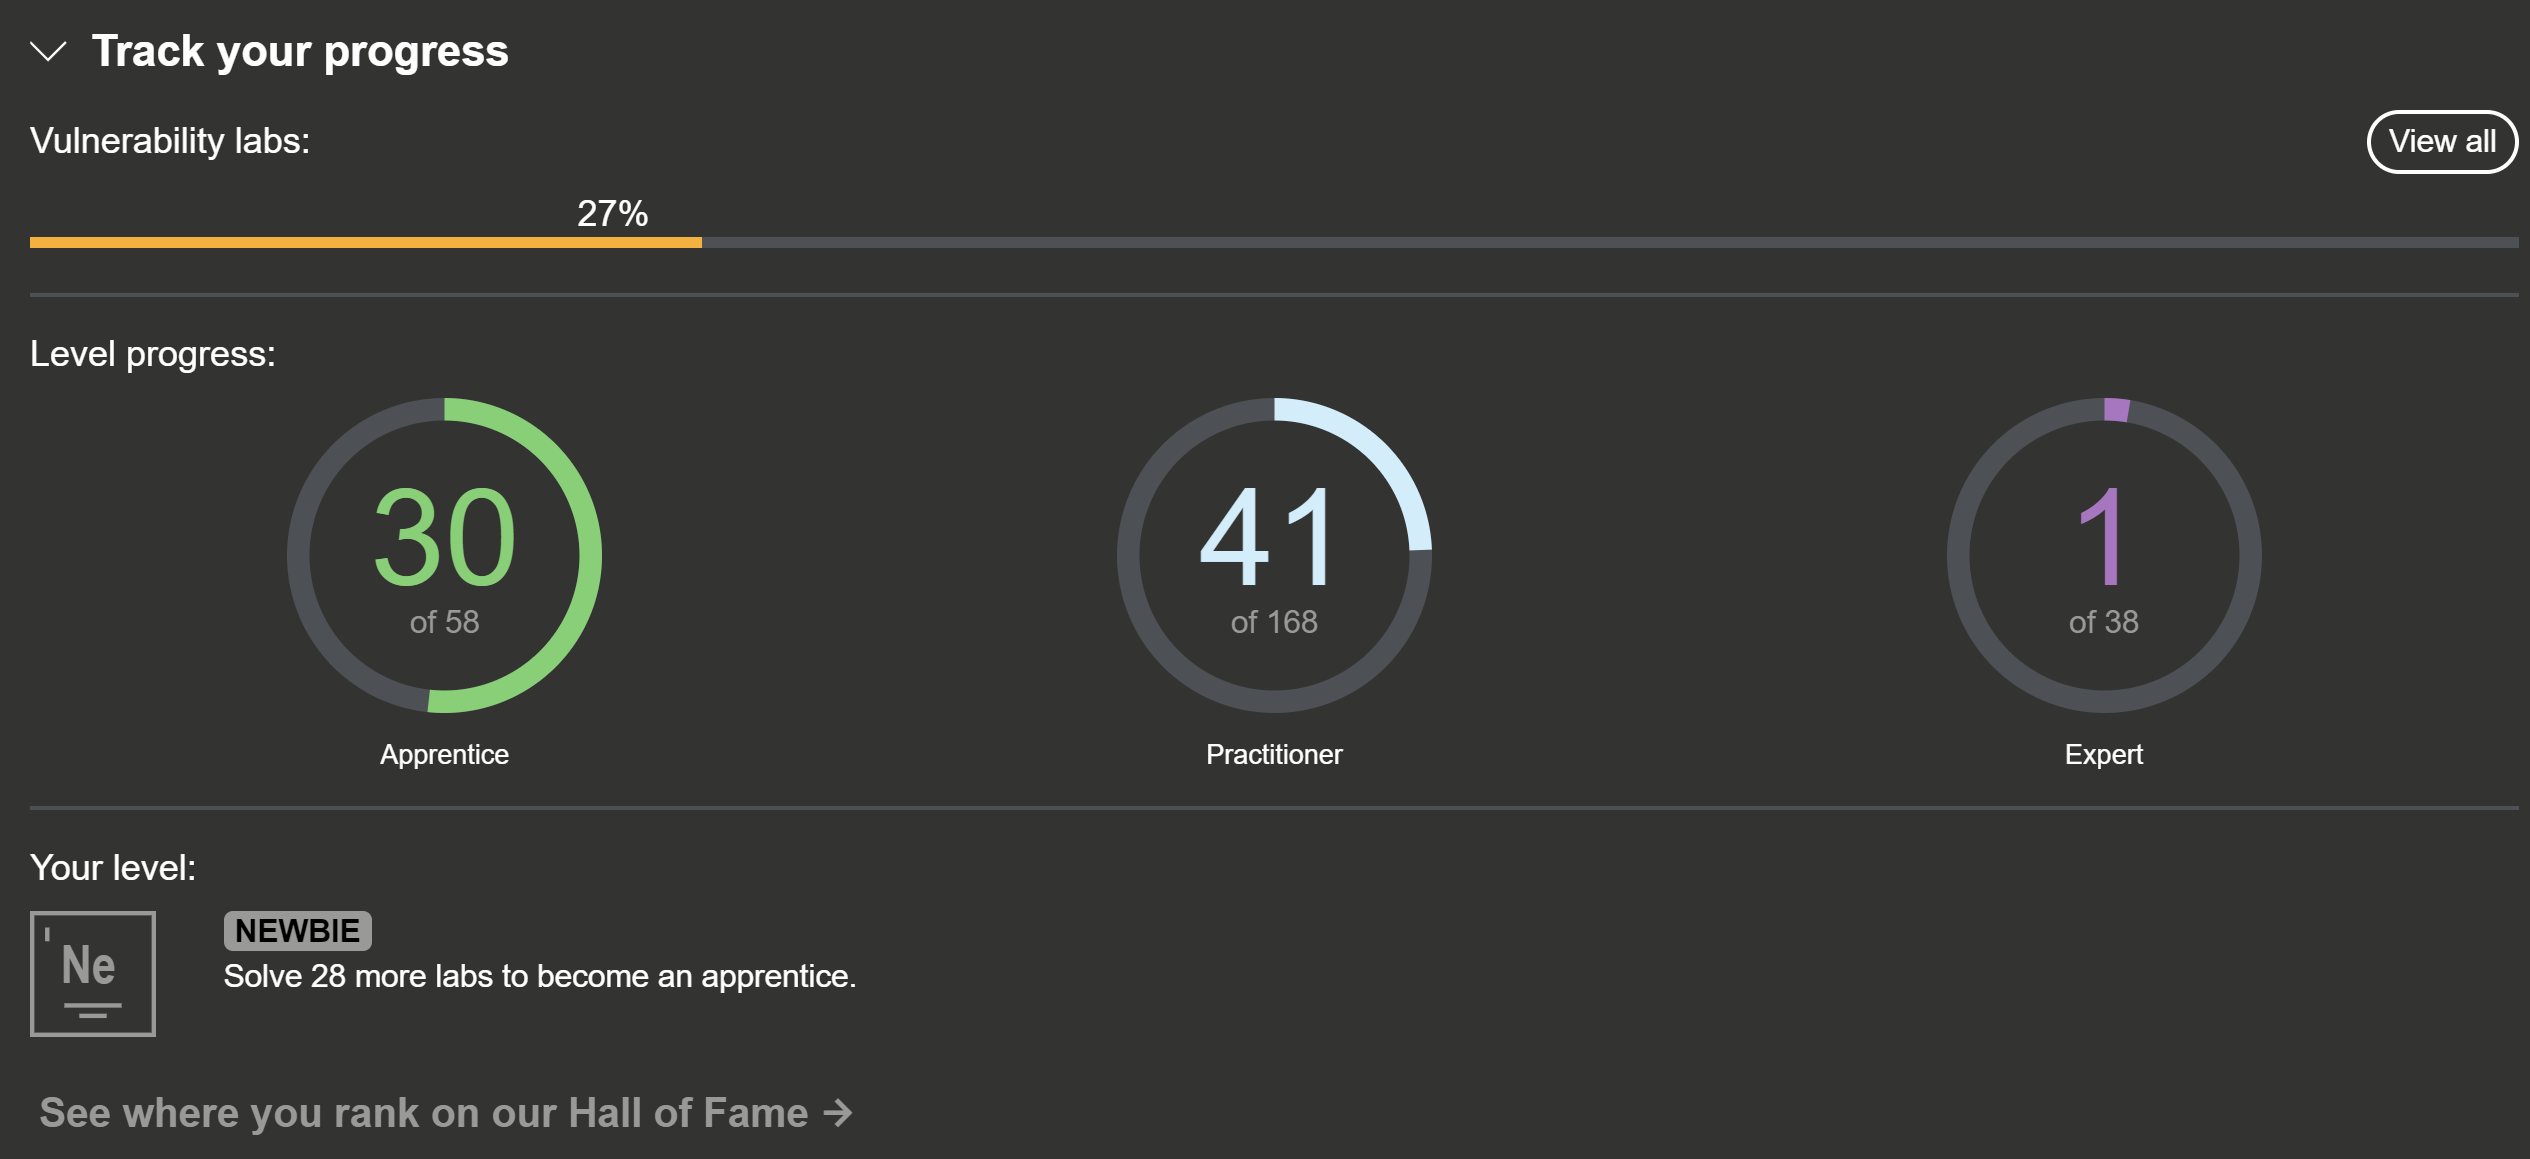 Track your progress
Vulnerability labs:
View all
27%
Level progress:
30
of 58
Apprentice
41
of 168
Practitioner
1
of 38
Expert
Your level:
Ne
NEWBIE
Solve 28 more labs to become an apprentice.
See where you rank on our Hall of Fame →